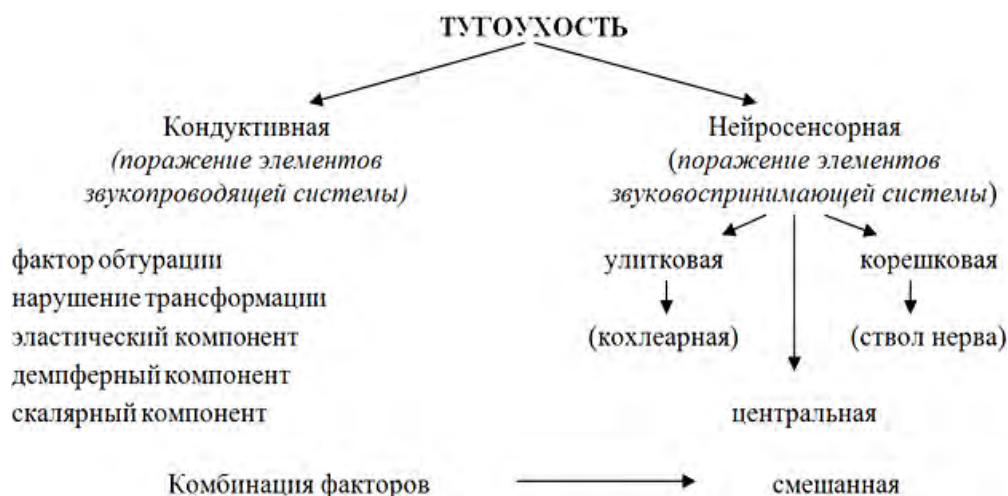 ТУГОУХОСТЬ
Кондуктивная
(поражение элементов
звукопроводящей системы)
Нейросенсорная
(поражение элементов
звуковоспринимающей системы)
фактор обтурации
нарушение трансформации
эластический компонент
демпферный компонент
скалярный компонент
улитковая
корешковая
(кохлеарная)
(ствол нерва)
центральная
Комбинация факторов
смешанная